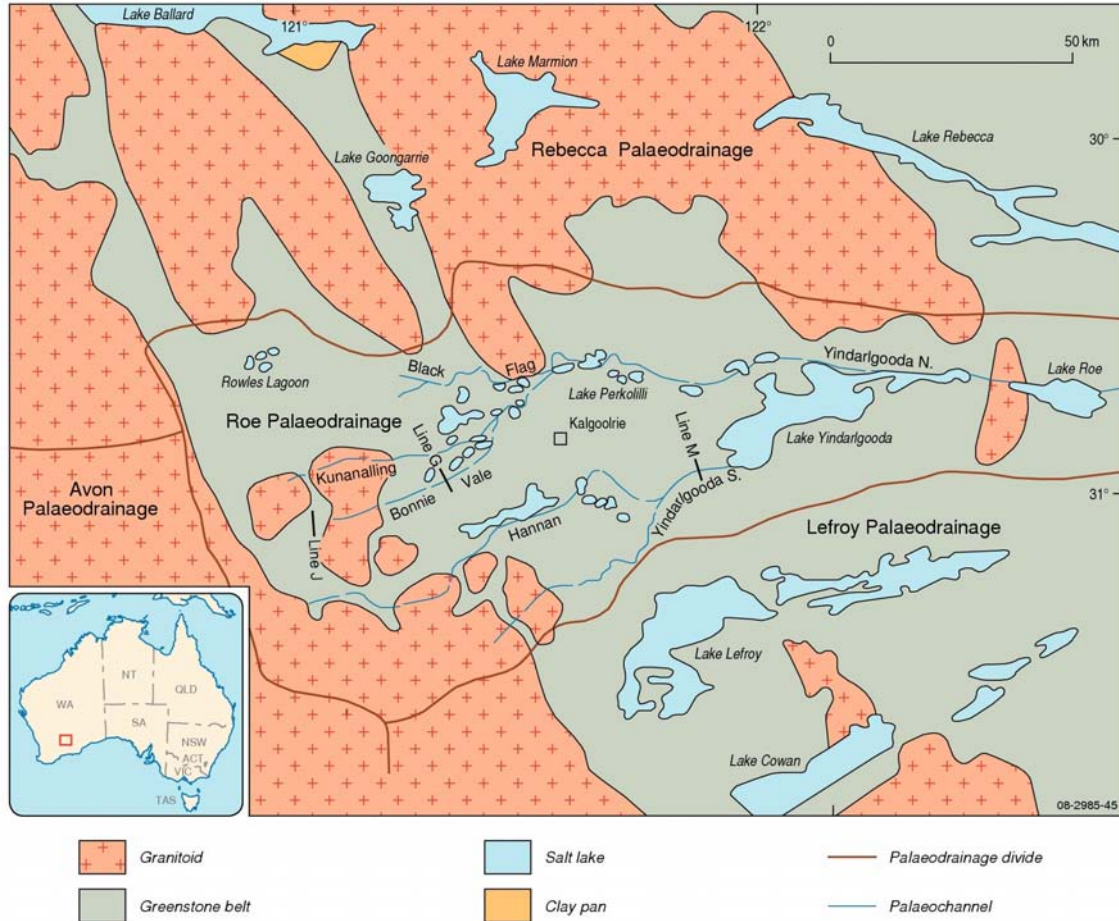 Lake Ballard
121°
122°
0
50 km
Lake Marmion
Lake Rebecca
30°
Lake Goongarrie
Rebecca Palaeodrainage
Black
Flag
Yindarlgooda N.
Rowles Lagoon
Lake Perkolilli
Lake Roe
Roe Palaeodrainage
Kalgoolrie
Line G
Line M
Lake Yindarlgooda
Kunanalling
Vale
Bonnie
Avon
Palaeodrainage
Yindarlgooda S.
31°
Hannan
Line J
Lefroy Palaeodrainage
Lake Lefroy
NT
WA
QLD
SA
NSW
ACT
VIC
TAS
Lake Cowan
08-2985-45
Granitoid
Salt lake
Palaeodrainage divide
Greenstone belt
Clay pan
Palaeochannel